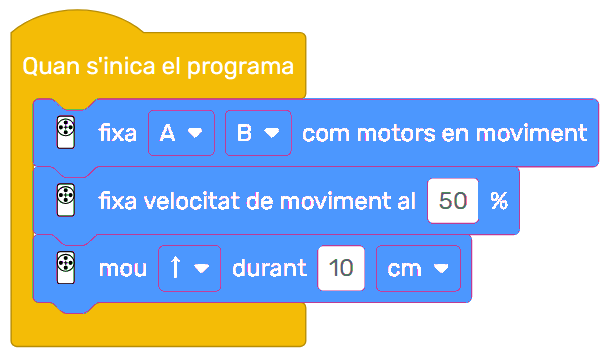 Quan s'inica el programa
fixa A B com motors en moviment
fixa velocitat de moviment al 50 %
mou ↑ durant 10 cm